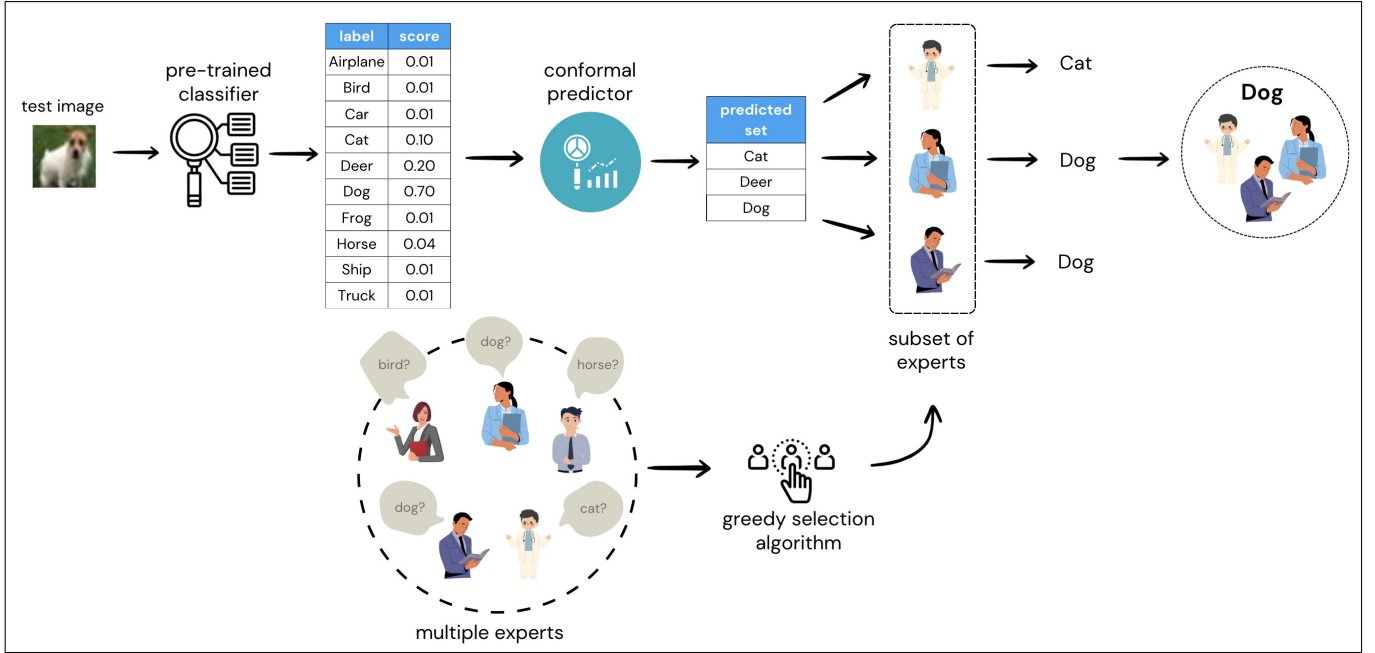 test image
pre-trained
classifier
label score
Airplane 0.01
Bird 0.01
Car 0.01
Cat 0.10
Deer 0.20
Dog 0.70
Frog 0.01
Horse 0.04
Ship 0.01
Truck 0.01
conformal
predictor
predicted
set
Cat
Deer
Dog
subset of
experts
Cat
Dog
Dog
Dog
bird?
dog?
horse?
dog?
cat?
multiple experts
greedy selection
algorithm